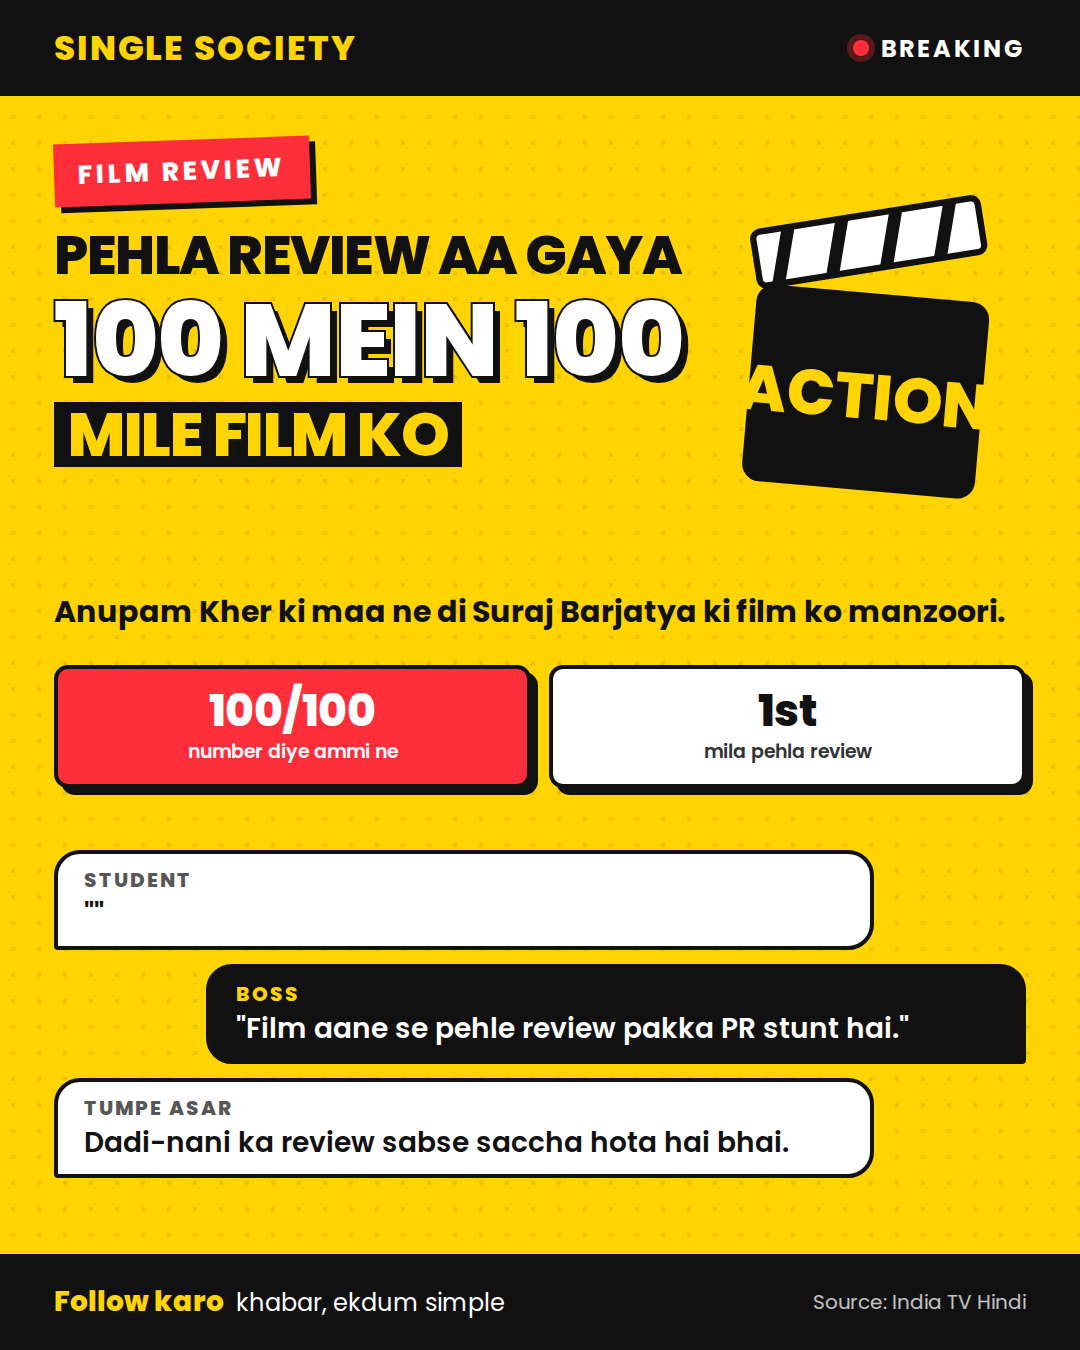 SINGLE SOCIETY
BREAKING
FILM REVIEW
PEHLA REVIEW AA GAYA
100 MEIN 100
MILE FILM KO
ACTION
Anupam Kher ki maa ne di Suraj Barjatya ki film ko manzoori.
100/100
number diye ammi ne
1st
mila pehla review
STUDENT
""
BOSS
"Film aane se pehle review pakka PR stunt hai."
TUMPE ASAR
Dadi-nani ka review sabse saccha hota hai bhai.
Follow karo khabar, ekdum simple
Source: India TV Hindi